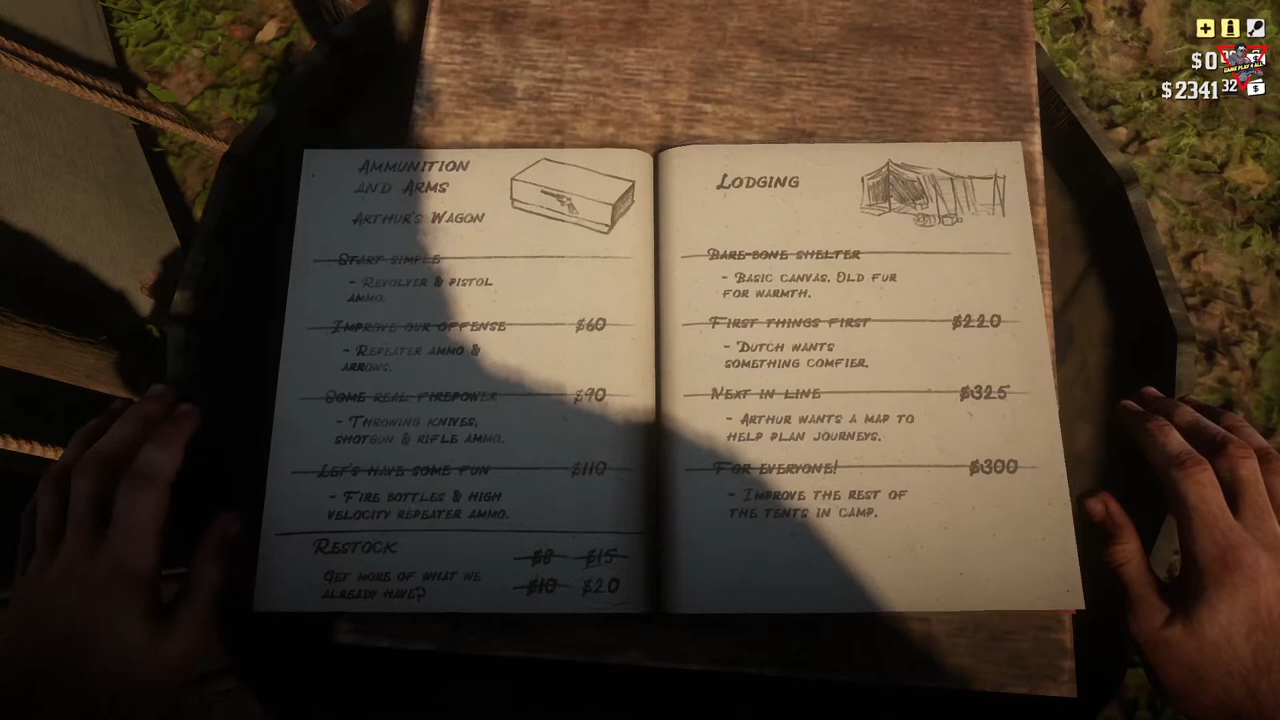 $0
GAME PLAY 4 ALL
$2341 32
AMMUNITION
AND ARMS
ARTHUR'S WAGON
START SIMPLE
- REVOLVER & PISTOL
AMMO.
IMPROVE OUR OFFENSE $60
- REPEATER AMMO &
ARROWS.
SOME REAL FIREPOWER $90
- THROWING KNIVES,
SHOTGUN & RIFLE AMMO.
LET'S HAVE SOME FUN $110
- FIRE BOTTLES & HIGH
VELOCITY REPEATER AMMO.
RESTOCK
$8 $15
GET MORE OF WHAT WE
ALREADY HAVE? $10 $20
LODGING
BARE-BONE SHELTER
- BASIC CANVAS. OLD FUR
FOR WARMTH.
FIRST THINGS FIRST $220
- DUTCH WANTS
SOMETHING COMFIER.
NEXT IN LINE $325
- ARTHUR WANTS A MAP TO
HELP PLAN JOURNEYS.
FOR EVERYONE! $300
- IMPROVE THE REST OF
THE TENTS IN CAMP.